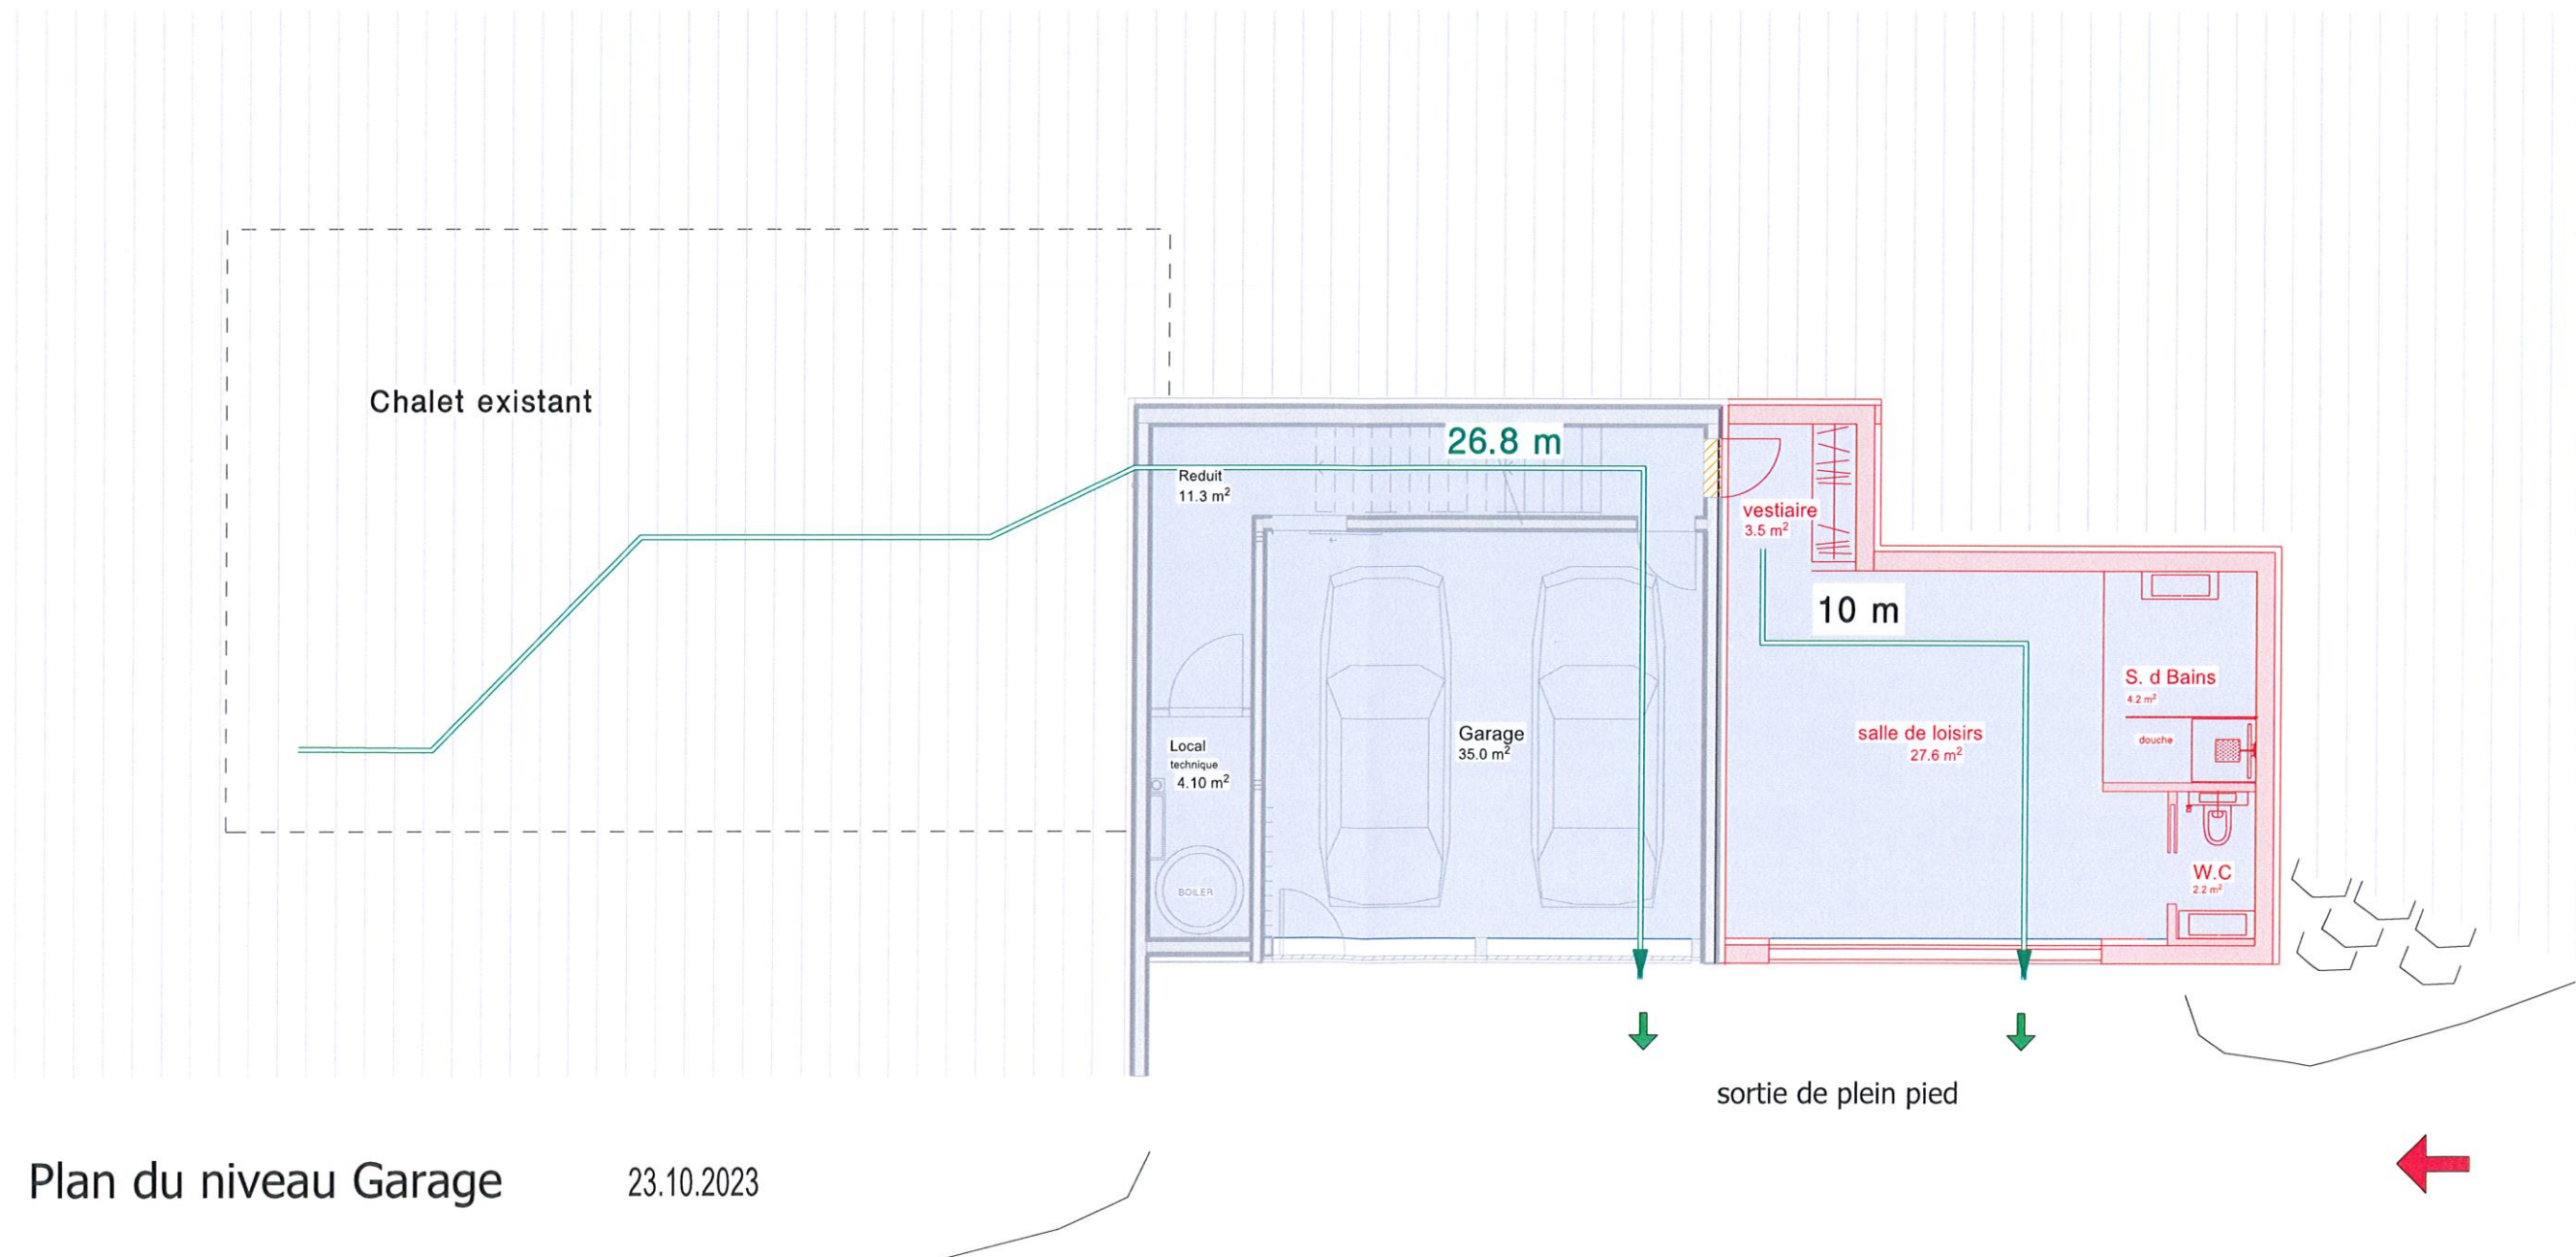 Chalet existant
26.8 m
Reduit
11.3 m²
vestiaire
3.5 m²
10 m
S. d Bains
4.2 m²
salle de loisirs
27.6 m²
douche
Garage
35.0 m²
Local
technique
4.10 m²
W.C
2.2 m²
BOILER
sortie de plein pied
Plan du niveau Garage
23.10.2023